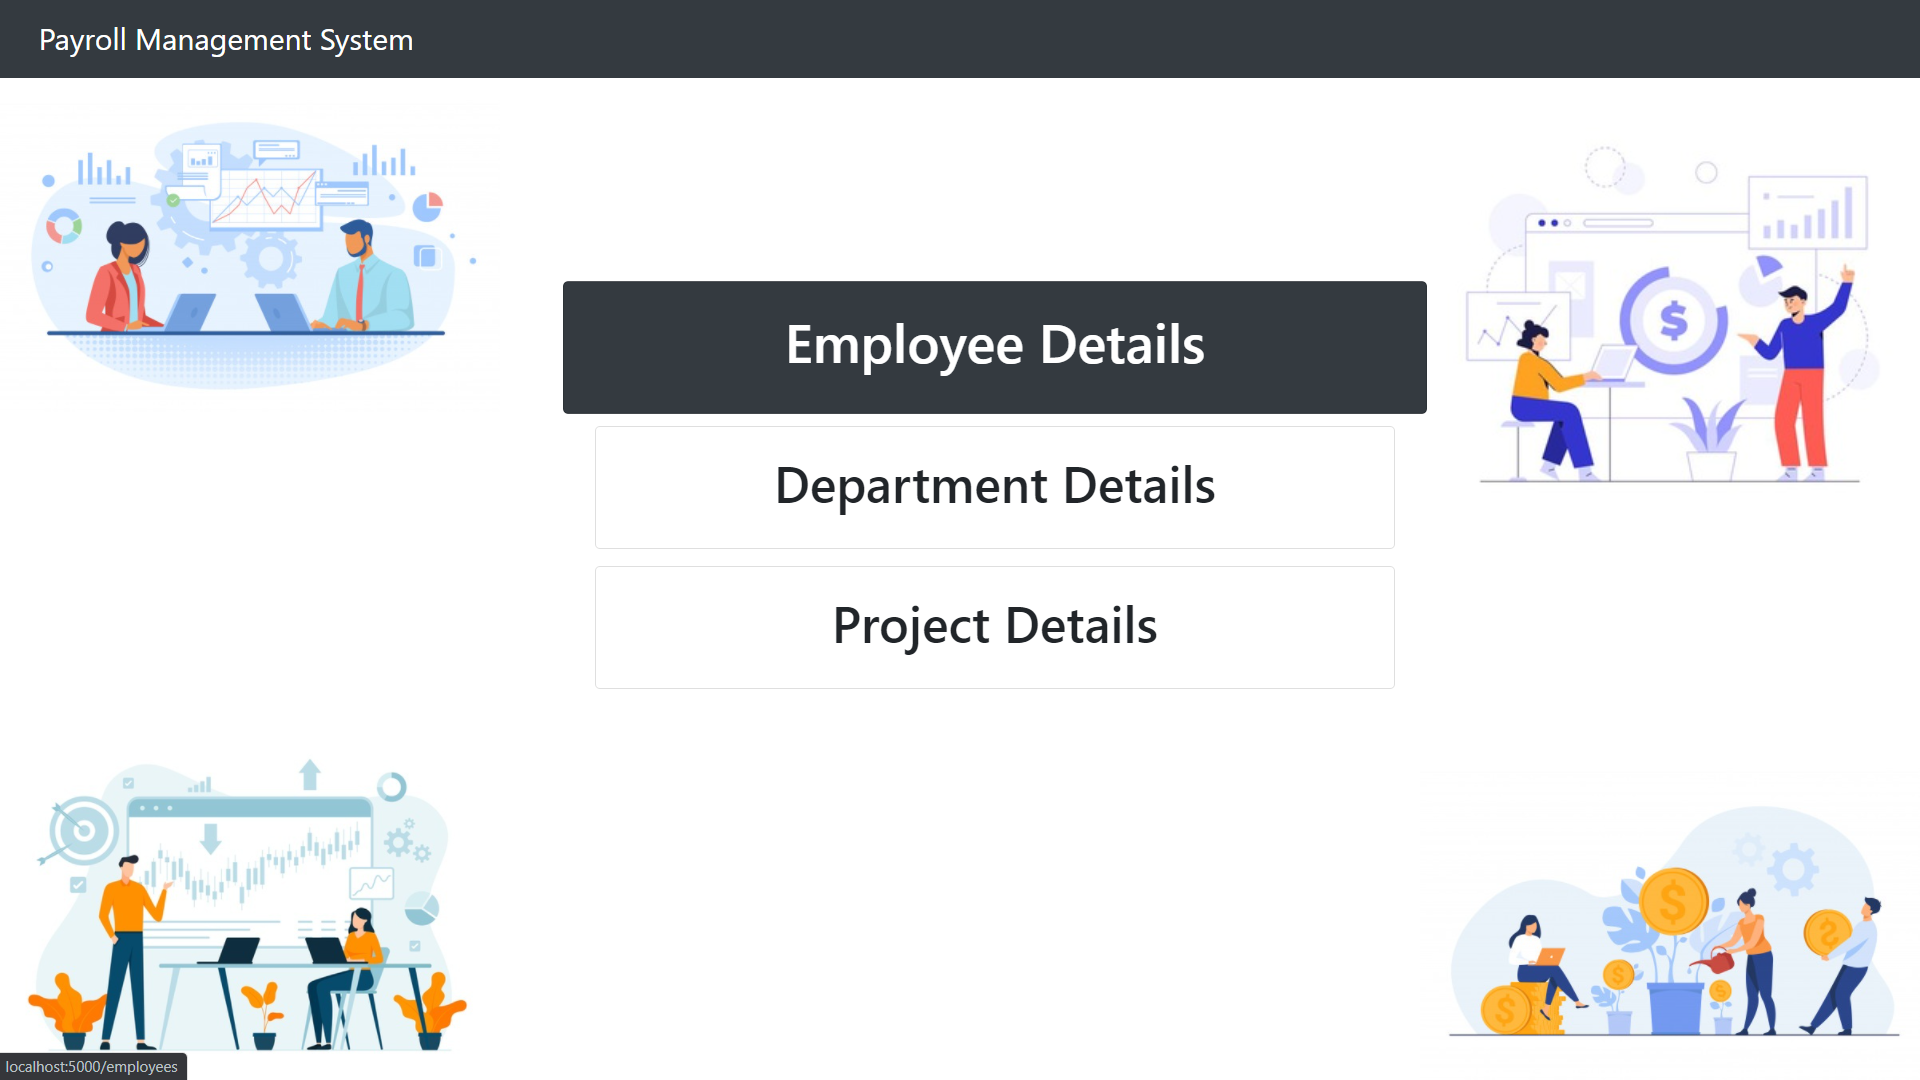 Payroll Management System
Employee Details
Department Details
Project Details
$
$
$
$
$
localhost:5000/employees